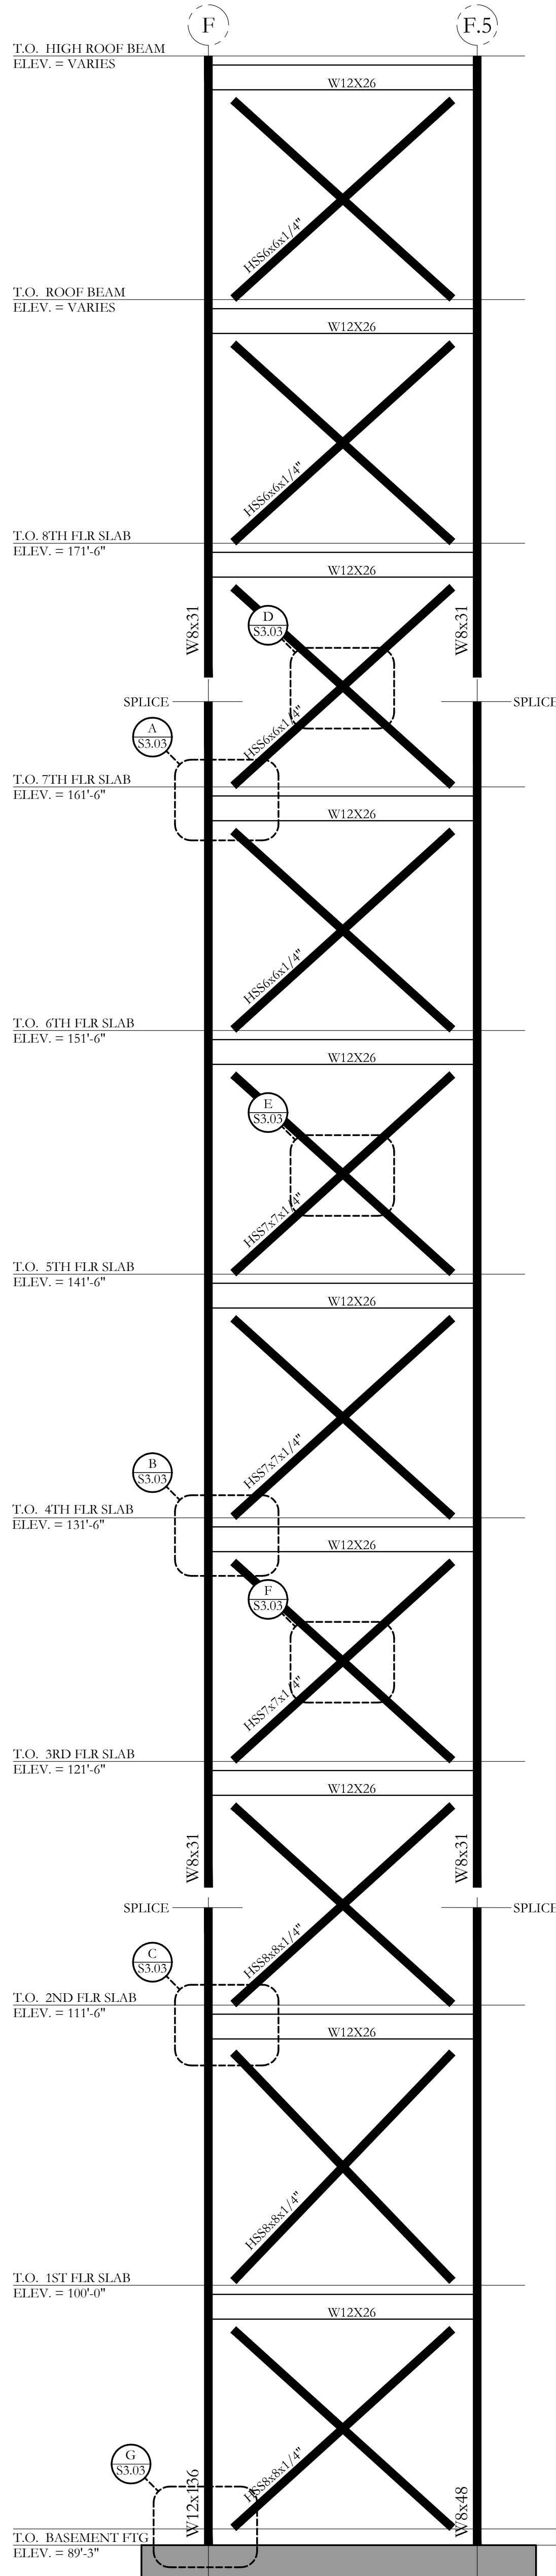 F
F.5
T.O. HIGH ROOF BEAM
ELEV. = VARIES
W12X26
HSS6x6x1/4"
T.O. ROOF BEAM
ELEV. = VARIES
W12X26
HSS6x6x1/4"
T.O. 8TH FLR SLAB
ELEV. = 171'-6"
W12X26
W8x31
W8x31
D
S3.03
SPLICE
SPLICE
A
S3.03
HSS6x6x1/4"
T.O. 7TH FLR SLAB
ELEV. = 161'-6"
W12X26
HSS6x6x1/4"
T.O. 6TH FLR SLAB
ELEV. = 151'-6"
W12X26
E
S3.03
HSS7x7x1/4"
T.O. 5TH FLR SLAB
ELEV. = 141'-6"
W12X26
HSS7x7x1/4"
B
S3.03
T.O. 4TH FLR SLAB
ELEV. = 131'-6"
W12X26
F
S3.03
HSS7x7x1/4"
T.O. 3RD FLR SLAB
ELEV. = 121'-6"
W12X26
W8x31
W8x31
SPLICE
SPLICE
HSS8x8x1/4"
C
S3.03
T.O. 2ND FLR SLAB
ELEV. = 111'-6"
W12X26
HSS8x8x1/4"
T.O. 1ST FLR SLAB
ELEV. = 100'-0"
W12X26
HSS8x8x1/4"
G
S3.03
W12x136
W8x48
T.O. BASEMENT FTG
ELEV. = 89'-3"